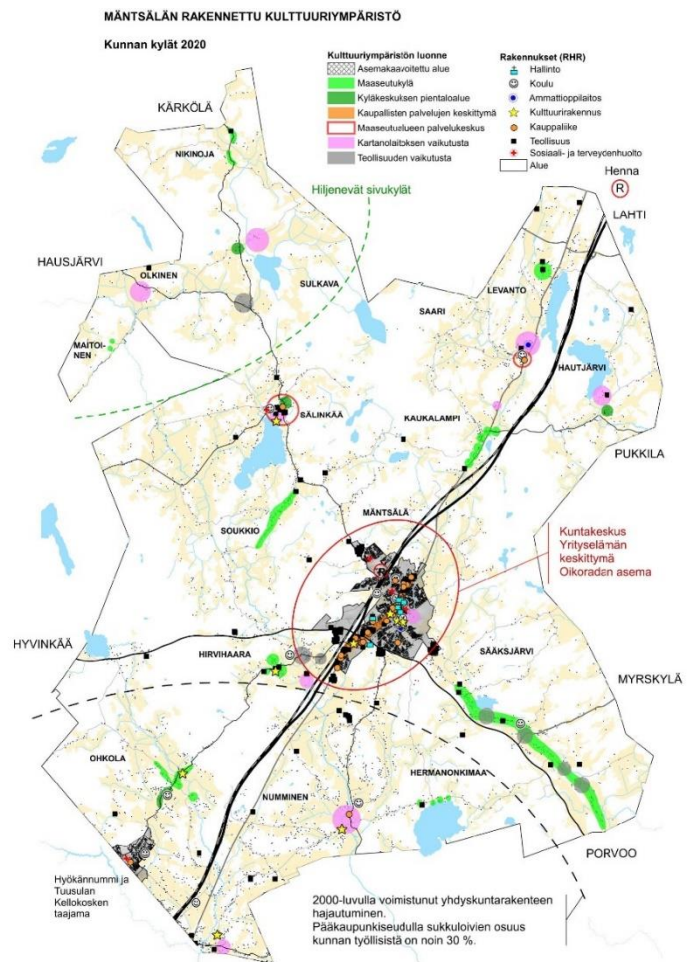 MÄNTSÄLÄN RAKENNETTU KULTTUURIYMPÄRISTÖ
Kunnan kylät 2020
Kulttuuriympäristön luonne
Asemakaavoitettu alue
Maaseutukylä
Kyläkeskuksen pientaloalue
Kaupallisten palvelujen keskittymä
Maaseutualueen palvelukeskus
Kartanolaitoksen vaikutusta
Teollisuuden vaikutusta
Rakennukset (RHR)
Hallinto
Koulu
Ammattioppilaitos
Kulttuurirakennus
Kauppaliike
Teollisuus
Sosiaali- ja terveydenhuolto
Alue
KÄRKÖLÄ
NIKINOJA
Hiljenevät sivukylät
Henna
R
LAHTI
HAUSJÄRVI
OLKINEN
SULKAVA
LEVANTO
SAARI
MAITOI-
NEN
HAUTJÄRVI
SÄLINKÄÄ
KAUKALAMPI
PUKKILA
MÄNTSÄLÄ
SOUKKIO
R
Kuntakeskus
Yrityselämän
keskittymä
Oikoradan asema
HYVINKÄÄ
HIRVIHAARA
SÄÄKSJÄRVI
MYRSKYLÄ
OHKOLA
NUMMINEN
HERMANONKIMAA
PORVOO
Hyökännummi ja
Tuusulan
Kellokosken
taajama
2000-luvulla voimistunut yhdyskuntarakenteen
hajautuminen.
Pääkaupunkiseudulla sukkuloivien osuus
kunnan työllisistä on noin 30 %.